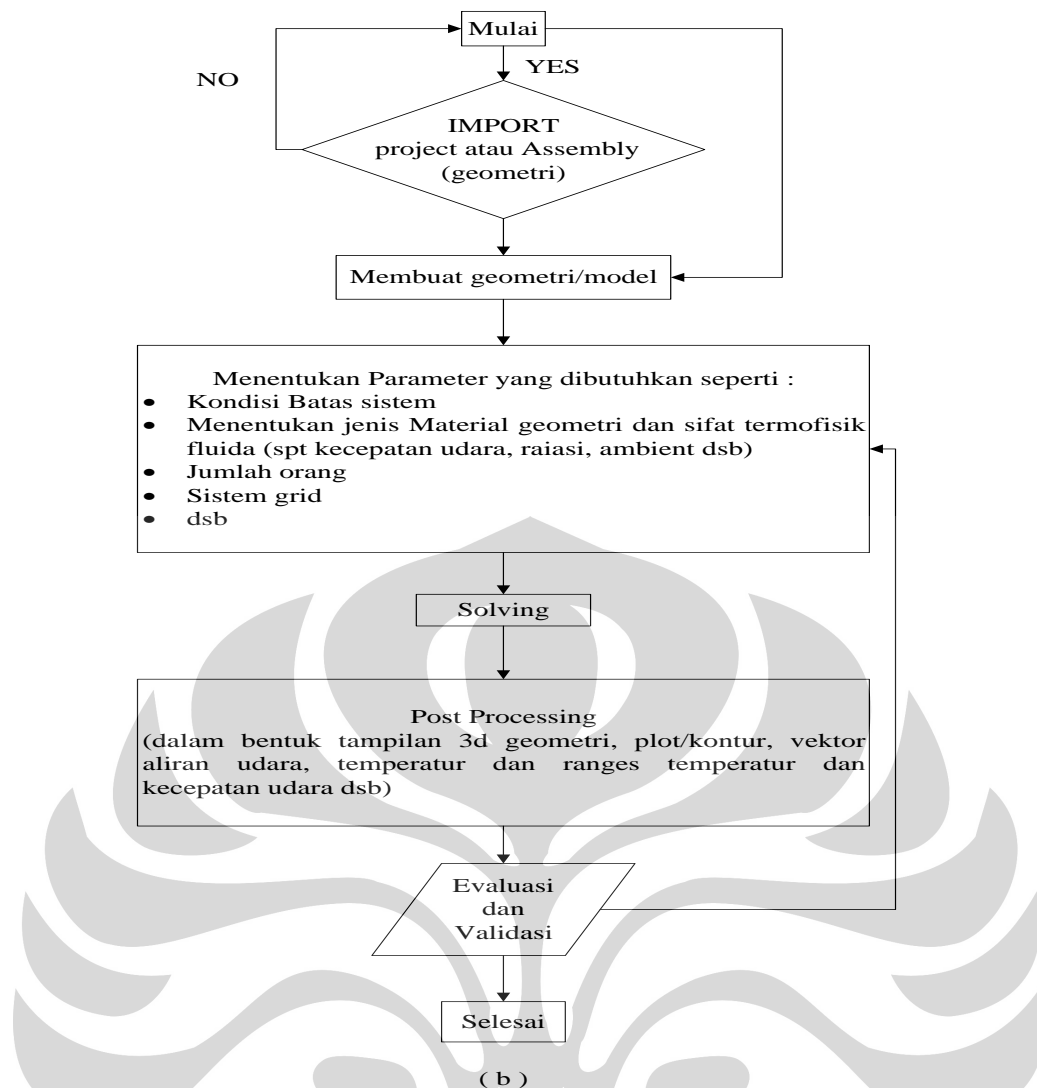 Mulai
NO
YES
IMPORT
project atau Assembly
(geometri)
Membuat geometri/model
Menentukan Parameter yang dibutuhkan seperti :
• Kondisi Batas sistem
• Menentukan jenis Material geometri dan sifat termofisik
fluida (spt kecepatan udara, raiasi, ambient dsb)
• Jumlah orang
• Sistem grid
• dsb
Solving
Post Processing
(dalam bentuk tampilan 3d geometri, plot/kontur, vektor
aliran udara, temperatur dan ranges temperatur dan
kecepatan udara dsb)
Evaluasi
dan
Validasi
Selesai
( b )